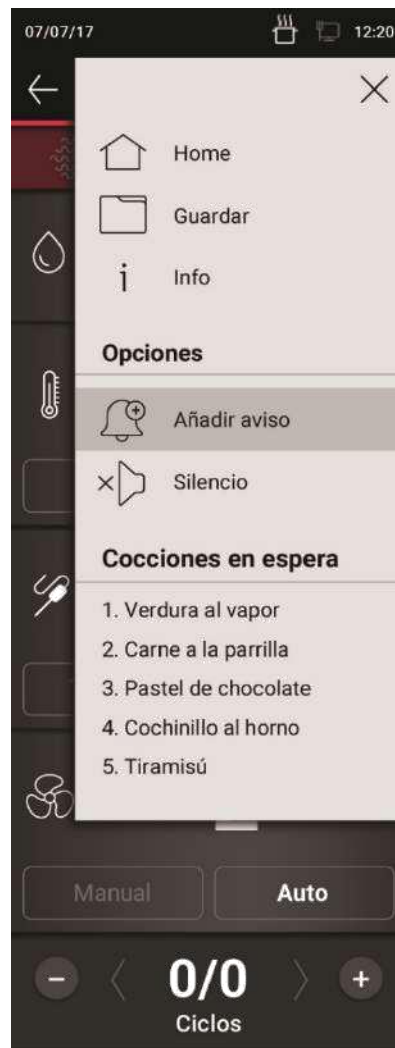 07/07/17 12:20
Home
Guardar
i Info
Opciones
Añadir aviso
Silencio
Cocciones en espera
1. Verdura al vapor
2. Carne a la parrilla
3. Pastel de chocolate
4. Cochinillo al horno
5. Tiramisú
Manual Auto
0/0
Ciclos